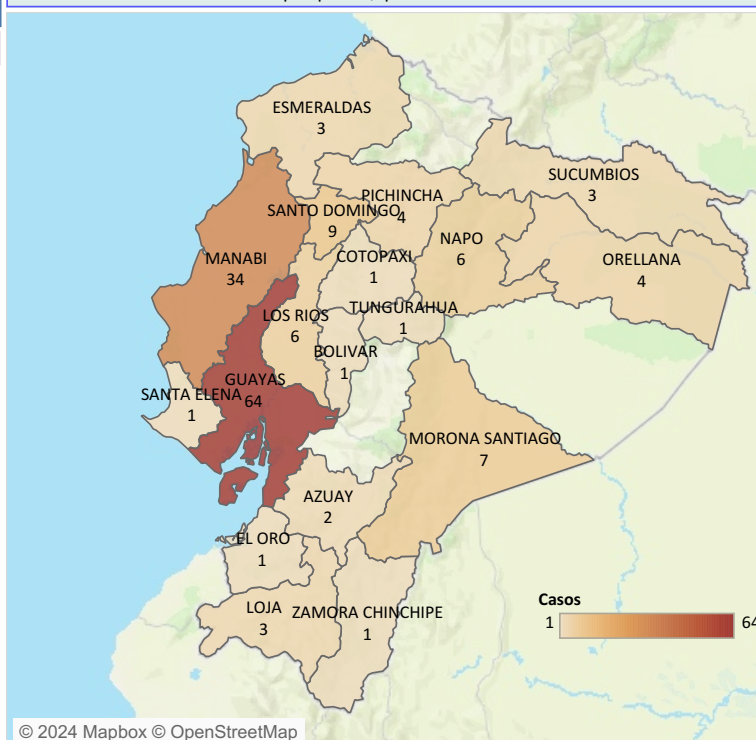 ESMERALDAS
3
SUCUMBIOS
3
PICHINCHA
4
SANTO DOMINGO
9
NAPO
6
COTOPAXI
1
MANABI
34
ORELLANA
4
TUNGURAHUA
1
LOS RIOS
6
BOLIVAR
1
GUAYAS
64
SANTA ELENA
1
MORONA SANTIAGO
7
AZUAY
2
EL ORO
1
LOJA
3
ZAMORA CHINCHIPE
1
Casos
1
64
© 2024 Mapbox © OpenStreetMap